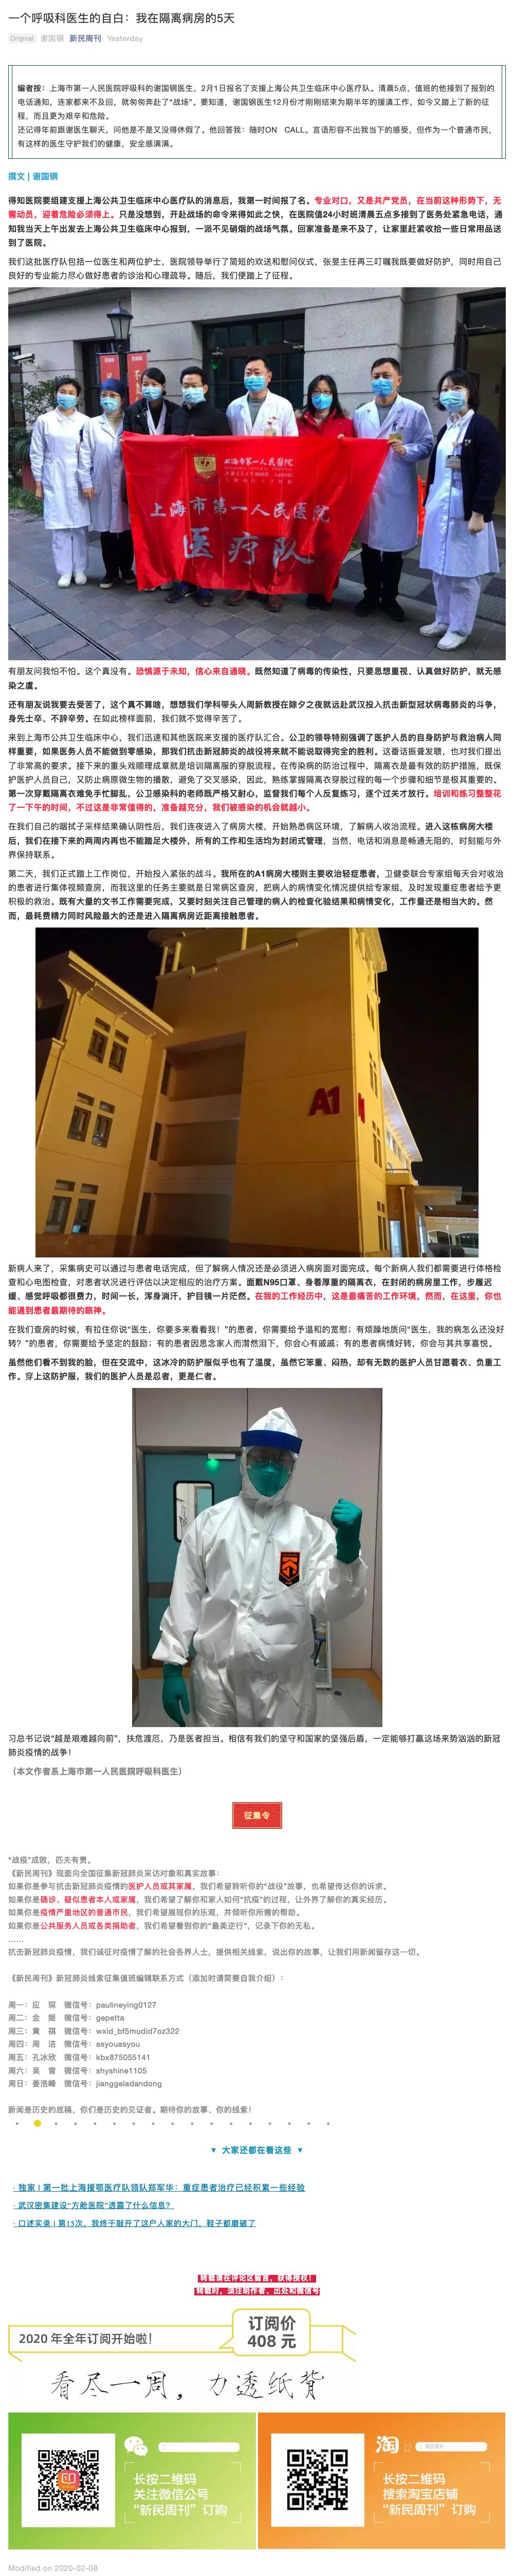 一个呼吸科医生的自白：我在隔离病房的5天
Original 谢国钢 新民周刊 Yesterday
编者按：上海市第一人民医院呼吸科的谢国钢医生，2月1日报名了支援上海公共卫生临床中心医疗队。清晨5点，值班的他接到了报到的
电话通知，连家都来不及回，就匆匆奔赴了“战场”。要知道，谢国钢医生12月份才刚刚结束为期半年的援滇工作，如今又踏上了新的征
程，而且更为艰辛和危险。
还记得年前跟谢医生聊天，问他是不是又没得休假了。他回答我：随时ON CALL。言语形容不出我当下的感受，但作为一个普通市民，
有这样的医生守护我们的健康，安全感满满。
撰文 | 谢国钢
得知医院要组建支援上海公共卫生临床中心医疗队的消息后，我第一时间报了名。专业对口，又是共产党员，在当前这种形势下，无
需动员，迎着危险必须得上。只是没想到，开赴战场的命令来得如此之快，在医院值24小时班清晨五点多接到了医务处紧急电话，通
知我当天上午出发去上海公共卫生临床中心报到，一派不见硝烟的战场气氛。回家准备是来不及了，让家里赶紧收拾一些日常用品送
到了医院。
我们这批医疗队包括一位医生和两位护士，医院领导举行了简短的欢送和慰问仪式，张旻主任再三叮嘱我既要做好防护，同时用自己
良好的专业能力尽心做好患者的诊治和心理疏导。随后，我们便踏上了征程。
上海市第一人民医院
上海市第一人民医院
医疗队
有朋友问我怕不怕。这个真没有。恐惧源于未知，信心来自通晓。既然知道了病毒的传染性，只要思想重视、认真做好防护，就无感
染之虞。
还有朋友说我要去受苦了，这个真不算啥，想想我们学科带头人周新教授在除夕之夜就远赴武汉投入抗击新型冠状病毒肺炎的斗争，
身先士卒、不辞辛劳。在如此榜样面前，我们就不觉得辛苦了。
来到上海市公共卫生中心，我们迅速和其他医院来支援的医疗队汇合。公卫的领导特别强调了医护人员的自身防护与救治病人同
样重要，如果医务人员不能做到零感染，那我们抗击新冠肺炎的战役将来就不能说取得完全的胜利。这番话振聋发聩，也对我们提出
了非常高的要求。接下来的重头戏顺理成章就是培训隔离服的穿脱流程。在传染病的防治过程中，隔离衣是最有效的防护措施，既保
护医护人员自己，又防止病原微生物的播散，避免了交叉感染，因此，熟练掌握隔离衣穿脱过程的每一个步骤和细节是极其重要的。
第一次穿戴隔离衣难免手忙脚乱，公卫感染科的老师既严格又耐心，监督我们每个人反复练习，逐个过关才放行。培训和练习整整花
了一下午的时间，不过这是非常值得的，准备越充分，我们被感染的机会就越小。
在我们自己的咽拭子采样结果确认阴性后，我们连夜进入了病房大楼，开始熟悉病区环境，了解病人收治流程。进入这栋病房大楼
后，我们在接下来的两周内再也不能踏足大楼外，所有的工作和生活均为封闭式管理，当然，电话和消息是畅通无阻的，时刻能与外
界保持联系。
第二天，我们正式踏上工作岗位，开始投入紧张的战斗。我所在的A1病房大楼则主要收治轻症患者，卫健委联合专家组每天会对收治
的患者进行集体视频查房，而我这里的任务主要就是日常病区查房，把病人的病情变化情况提供给专家组，及时发现重症患者给予更
积极的救治。既有大量的文书工作需要完成，又要时刻关注自己管理的病人的检查化验结果和病情变化，工作量还是相当大的。然
而，最耗费精力同时风险最大的还是进入隔离病房近距离接触患者。
A1
新病人来了，采集病史可以通过与患者电话完成，但了解病人情况还是必须进入病房面对面完成。每个新病人我们都需要进行体格检
查和心电图检查，对患者状况进行评估以决定相应的治疗方案。面戴N95口罩、身着厚重的隔离衣，在封闭的病房里工作，步履迟
缓、感觉呼吸都很费力，时间一长，浑身淌汗，护目镜一片茫然。在我的工作经历中，这是最痛苦的工作环境，然而，在这里，你也
能遇到患者最期待的眼神。
在我们查房的时候，有拉住你说“医生，你要多来看看我！”的患者，你需要给予温和的宽慰；有烦躁地质问“医生，我的病怎么还没好
转？”的患者，你需要给予坚定的鼓励；有的患者因思念家人而潸然泪下，你会心有戚戚；有的患者病情好转，你会与其共享喜悦。
虽然他们看不到我的脸，但在交流中，这冰冷的防护服似乎也有了温度，虽然它笨重、闷热，却有无数的医护人员甘愿着衣、负重工
作。穿上这防护服，我们的医护人员是忍者，更是仁者。
习总书记说“越是艰难越向前”，扶危渡厄，乃是医者担当。相信有我们的坚守和国家的坚强后盾，一定能够打赢这场来势汹汹的新冠
肺炎疫情的战争！
（本文作者系上海市第一人民医院呼吸科医生）
征集令
“战疫”成败，匹夫有责。
《新民周刊》现面向全国征集新冠肺炎采访对象和真实故事：
如果你是参与抗击新冠肺炎疫情的医护人员或其家属，我们希望聆听你的“战役”故事，也希望传达你的诉求。
如果你是确诊、疑似患者本人或家属，我们希望了解你和家人如何“抗疫”的过程，让外界了解你的真实经历。
如果你是疫情严重地区的普通市民，我们希望展现你的乐观，并倾听你所需的帮助。
如果你是公共服务人员或各类捐助者，我们希望看到你的“最美逆行”，记录下你的无私。
……
抗击新冠肺炎疫情，我们诚征对疫情了解的社会各界人士，提供相关线索，说出你的故事，让我们用新闻留存这一切。
《新民周刊》新冠肺炎线索征集值班编辑联系方式（添加时请简要自我介绍）：
周一：应 琛 微信号：paulineying0127
周二：金 姬 微信号：gepetta
周三：黄 祺 微信号：wxid_bf5mudid7oz322
周四：周 洁 微信号：asyouasyou
周五：孔冰欣 微信号：kbx875055141
周六：吴 雪 微信号：shyshine1105
周日：姜浩峰 微信号：jianggeladandong
新闻是历史的底稿，你们是历史的见证者。期待你的故事、你的线索！
▼ 大家还都在看这些 ▼
· 独家 | 第一批上海援鄂医疗队领队郑军华：重症患者治疗已经积累一些经验
· 武汉密集建设“方舱医院”透露了什么信息？
· 口述实录 | 第15次，我终于敲开了这户人家的大门，鞋子都磨破了
转载请在评论区留言，获得授权！
转载时，须注明作者、出处和微信号
2020 年全年订阅开始啦！
订阅价
408 元
看尽一周，力透纸背
长按二维码
关注微信公号
“新民周刊”订购
淘
新民周刊
长按二维码
搜索淘宝店铺
“新民周刊”订购
Modified on 2020-02-08